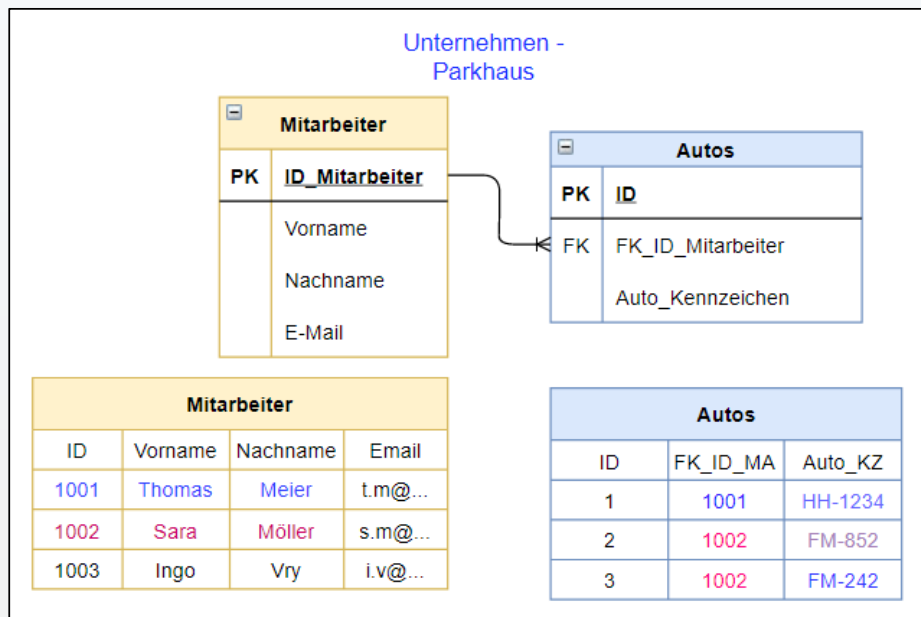 Unternehmen -
Parkhaus
Mitarbeiter
PK ID_Mitarbeiter
Vorname
Nachname
E-Mail
Autos
PK ID
FK FK_ID_Mitarbeiter
Auto_Kennzeichen
Mitarbeiter
ID Vorname Nachname Email
1001 Thomas Meier t.m@...
1002 Sara Möller s.m@...
1003 Ingo Vry i.v@...
Autos
ID FK_ID_MA Auto_KZ
1 1001 HH-1234
2 1002 FM-852
3 1002 FM-242